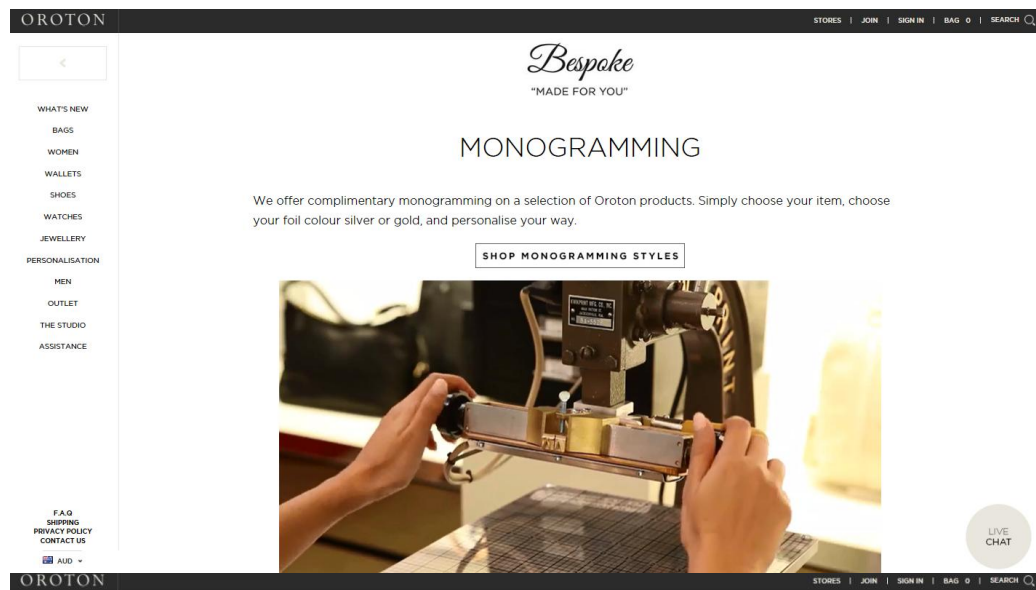 OROTON
STORES | JOIN | SIGN IN | BAG 0 | SEARCH
<
WHAT'S NEW
BAGS
WOMEN
WALLETS
SHOES
WATCHES
JEWELLERY
PERSONALISATION
MEN
OUTLET
THE STUDIO
ASSISTANCE
F.A.Q
SHIPPING
PRIVACY POLICY
CONTACT US
AUD
Bespoke
"MADE FOR YOU"
MONOGRAMMING
We offer complimentary monogramming on a selection of Oroton products. Simply choose your item, choose
your foil colour silver or gold, and personalise your way.
SHOP MONOGRAMMING STYLES
LIVE
CHAT
OROTON
STORES | JOIN | SIGN IN | BAG 0 | SEARCH